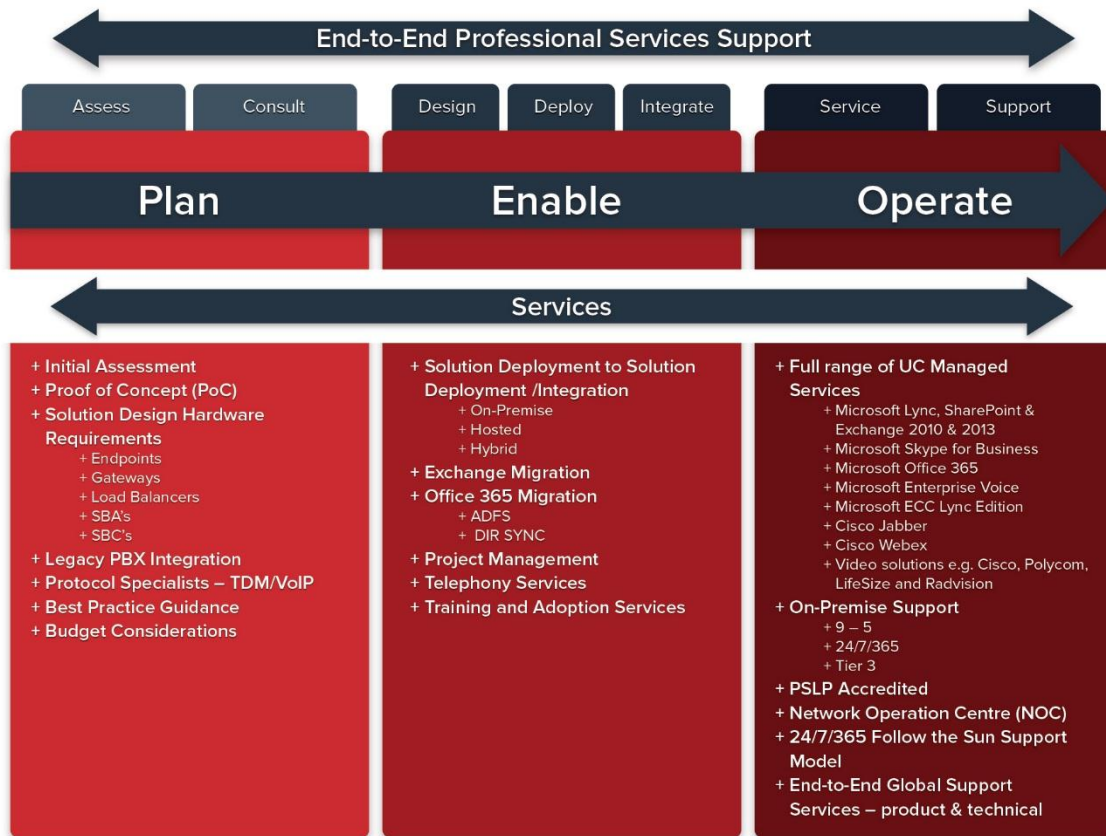 End-to-End Professional Services Support
Assess
Consult
Design
Deploy
Integrate
Service
Support
Plan
Enable
Operate
Services
+ Initial Assessment
+ Proof of Concept (PoC)
+ Solution Design Hardware
Requirements
+ Endpoints
+ Gateways
+ Load Balancers
+ SBA's
+ SBC's
+ Legacy PBX Integration
+ Protocol Specialists – TDM/VoIP
+ Best Practice Guidance
+ Budget Considerations
+ Solution Deployment to Solution
Deployment /Integration
+ On-Premise
+ Hosted
+ Hybrid
+ Exchange Migration
+ Office 365 Migration
+ ADFS
+ DIR SYNC
+ Project Management
+ Telephony Services
+ Training and Adoption Services
+ Full range of UC Managed
Services
+ Microsoft Lync, SharePoint &
Exchange 2010 & 2013
+ Microsoft Skype for Business
+ Microsoft Office 365
+ Microsoft Enterprise Voice
+ Microsoft ECC Lync Edition
+ Cisco Jabber
+ Cisco Webex
+ Video solutions e.g. Cisco, Polycom,
LifeSize and Radvision
+ On-Premise Support
+ 9 – 5
+ 24/7/365
+ Tier 3
+ PSLP Accredited
+ Network Operation Centre (NOC)
+ 24/7/365 Follow the Sun Support
Model
+ End-to-End Global Support
Services – product & technical